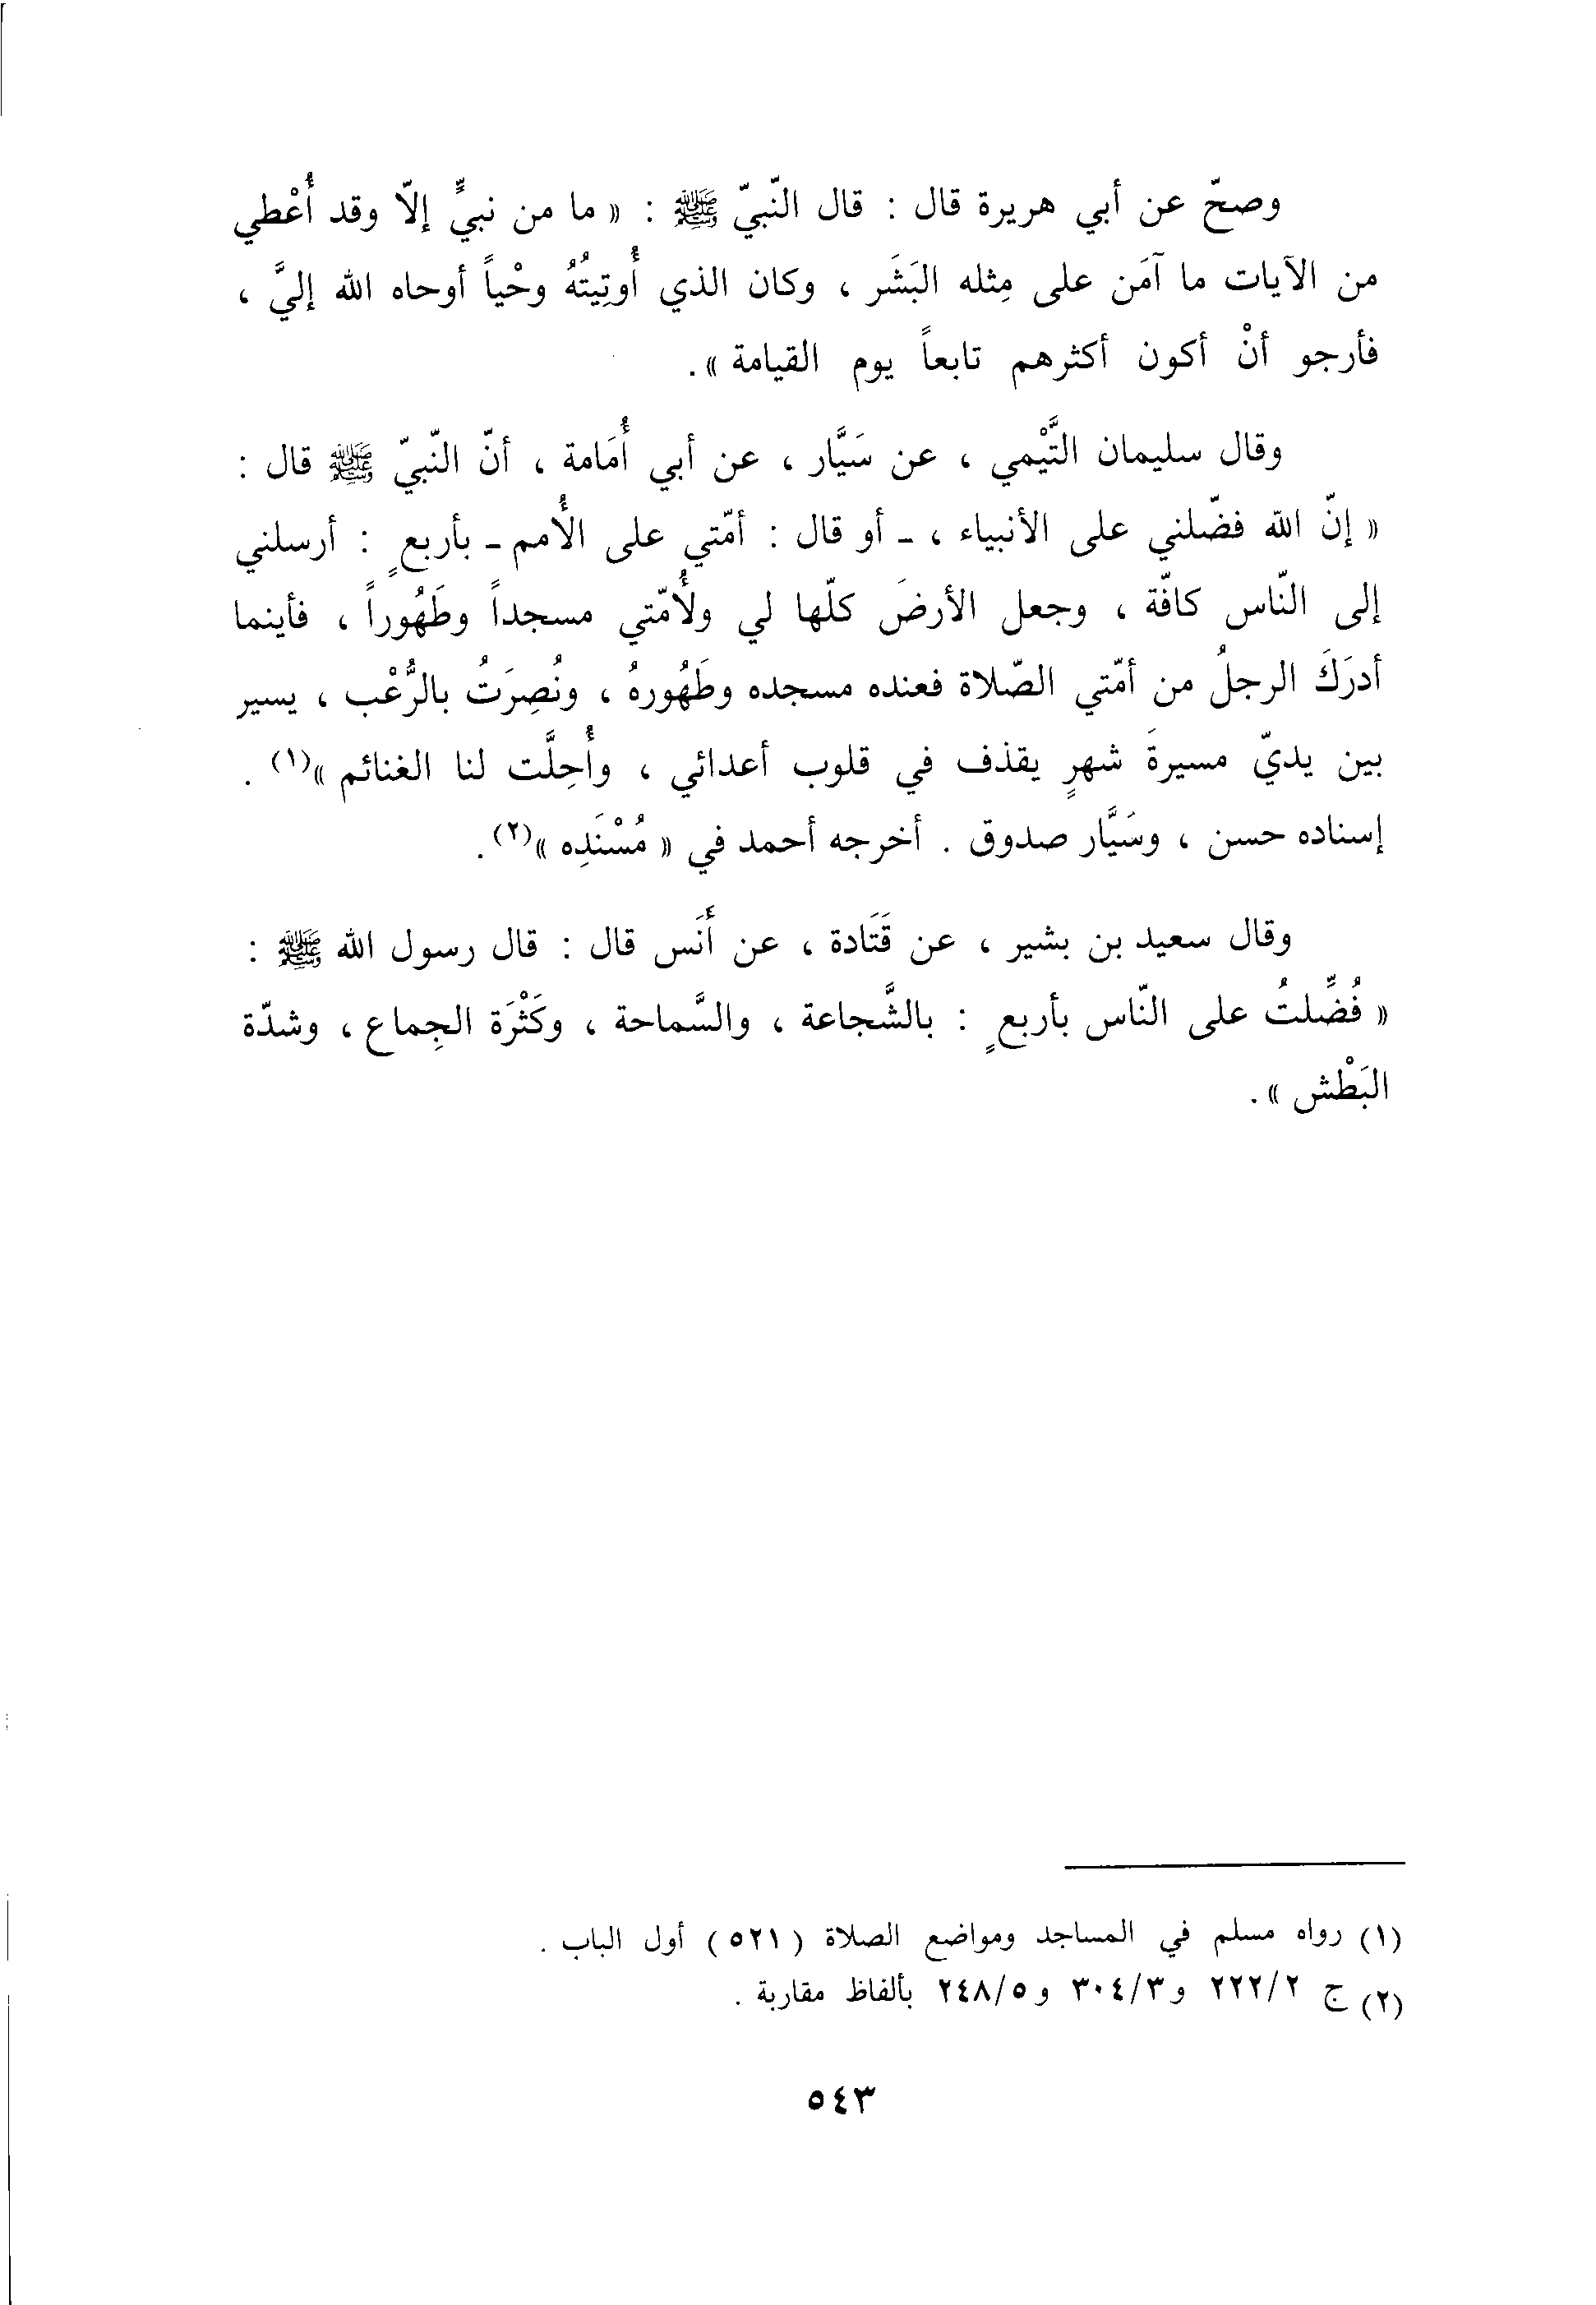 وصحّ عن أبي هريرة قال : قال النّبيّ ﷺ : « ما من نبيٍّ إلّا وقد أُعْطي
من الآيات ما آمَن على مِثله البَشَر ، وكان الذي أُوتِيتُهُ وحْياً أوحاه الله إليَّ ،
فأرجو أنْ أكون أكثرهم تابعاً يوم القيامة ».
وقال سليمان التَّيْمي ، عن سَيَّار ، عن أبي أُمَامة ، أنّ النّبيّ ﷺ قال :
« إنّ الله فضّلني على الأنبياء ، ـ أو قال : أمّتي على الأُمم ـ بأربعٍ : أرسلني
إلى النّاس كافّة ، وجعل الأرضَ كلّها لي ولأُمّتي مسجداً وطَهُوراً ، فأينما
أدرَكَ الرجلُ من أمّتي الصّلاة فعنده مسجده وطَهُورهُ ، ونُصِرَتُ بالرُّعْب ، يسير
بين يديّ مسيرةَ شهرٍ يقذف في قلوب أعدائي ، وأُحِلَّت لنا الغنائم »(١) .
إسناده حسن ، وسَيَّار صدوق . أخرجه أحمد في « مُسْنَدِه »(٢).
وقال سعيد بن بشير ، عن قَتَادة ، عن أَنَس قال : قال رسول الله ﷺ :
« فُضِّلتُ على النّاس بأربعٍ : بالشَّجاعة ، والسَّماحة ، وكَثْرَة الجِماع ، وشدّة
البَطْش ».
(١) رواه مسلم في المساجد ومواضع الصلاة ( ٥٢١ ) أول الباب .
(٢) ج ٢٢٢/٢ و٣٠٤/٣ و٢٤٨/٥ بألفاظ مقاربة .
٥٤٣